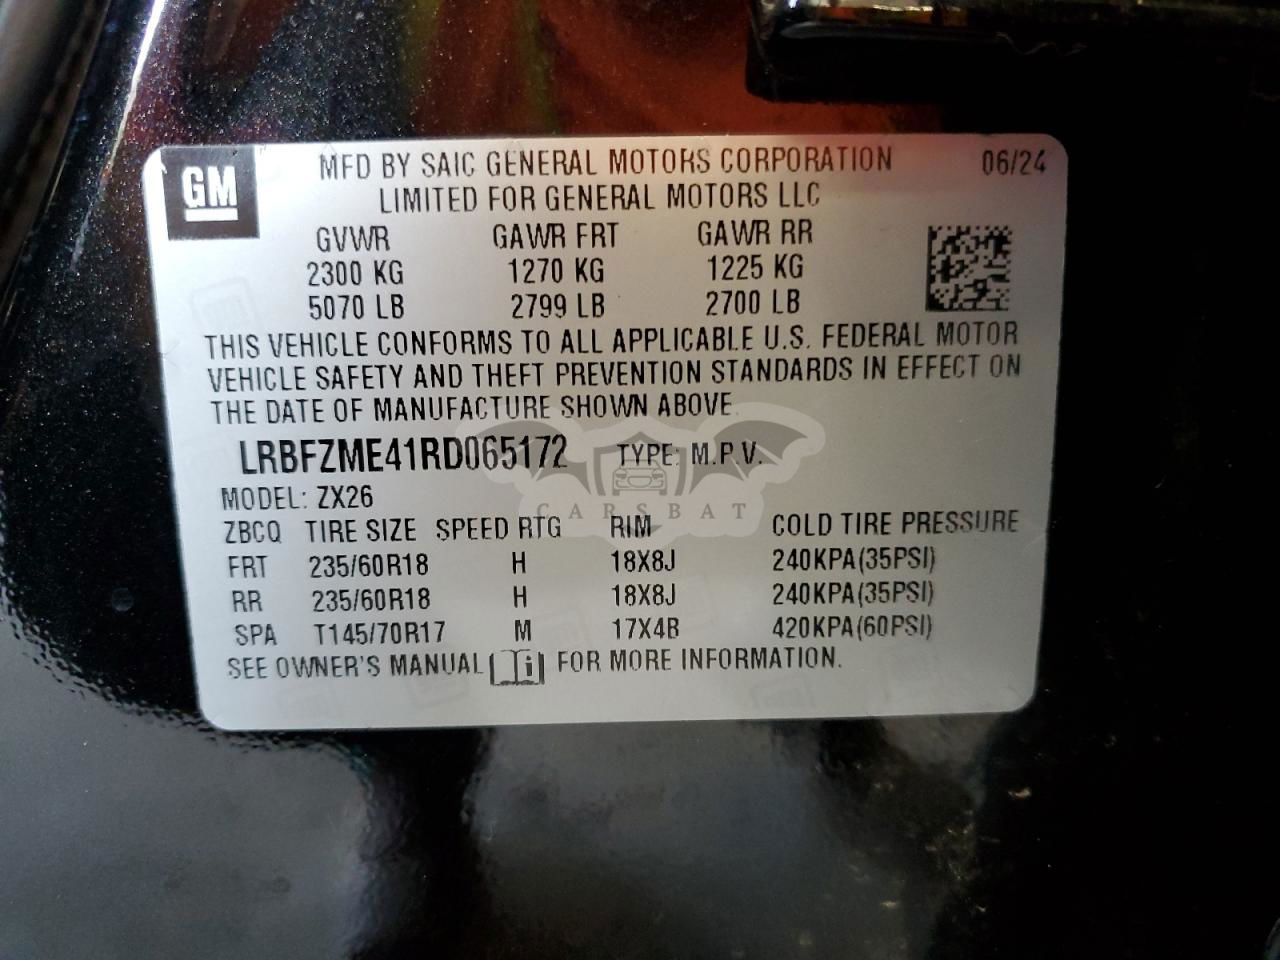 GM
MFD BY SAIC GENERAL MOTORS CORPORATION 06/24
LIMITED FOR GENERAL MOTORS LLC
GVWR GAWR FRT GAWR RR
2300 KG 1270 KG 1225 KG
5070 LB 2799 LB 2700 LB
THIS VEHICLE CONFORMS TO ALL APPLICABLE U.S. FEDERAL MOTOR
VEHICLE SAFETY AND THEFT PREVENTION STANDARDS IN EFFECT ON
THE DATE OF MANUFACTURE SHOWN ABOVE.
LRBFZME41RD065172 TYPE: M.P.V.
MODEL: ZX26
CARSBAT
ZBCQ TIRE SIZE SPEED RTG RIM COLD TIRE PRESSURE
FRT 235/60R18 H 18X8J 240KPA(35PSI)
RR 235/60R18 H 18X8J 240KPA(35PSI)
SPA T145/70R17 M 17X4B 420KPA(60PSI)
SEE OWNER'S MANUAL i FOR MORE INFORMATION.